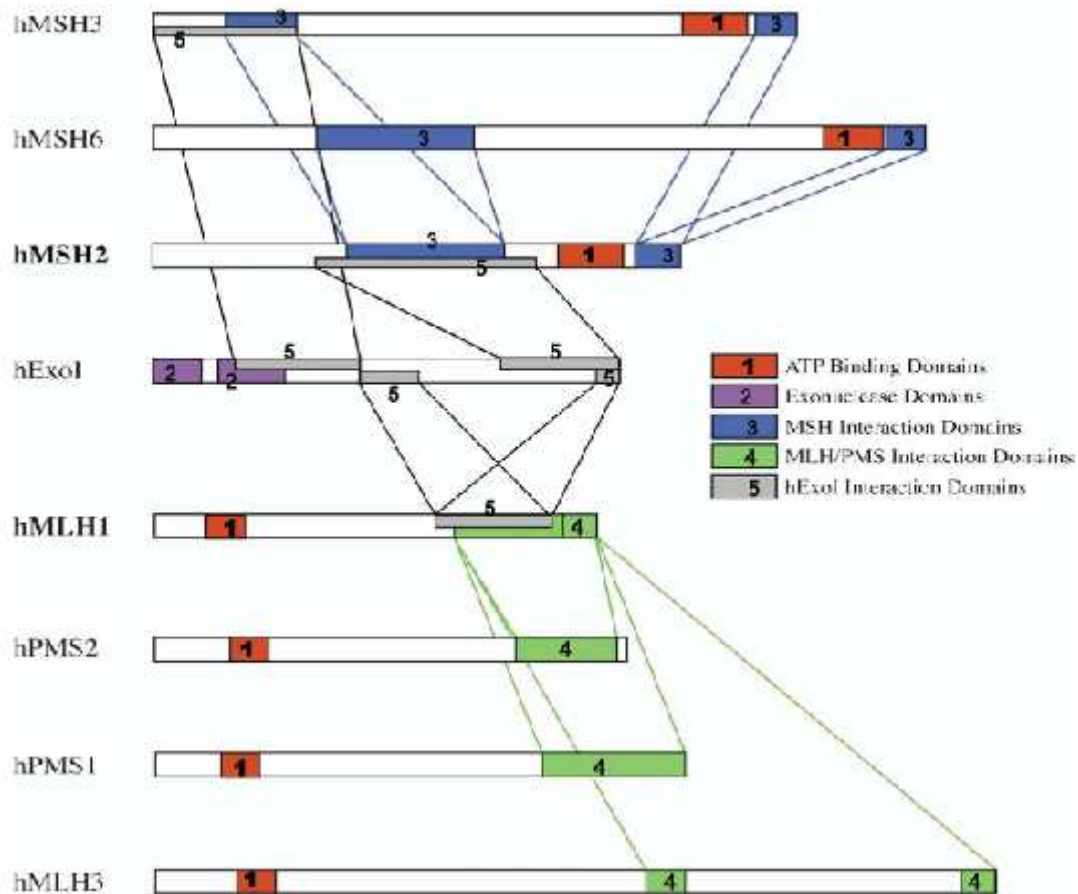 hMSH3
3
1
3
5
hMSH6
3
1
3
hMSH2
3
1
3
5
hExoI
2
2
5
5
5
5
1 ATP Binding Domains
2 Exonuclease Domains
3 MSH Interaction Domains
4 MLH/PMS Interaction Domains
5 hExoI Interaction Domains
hMLH1
1
5
4
hPMS2
1
4
hPMS1
1
4
hMLH3
1
4
4